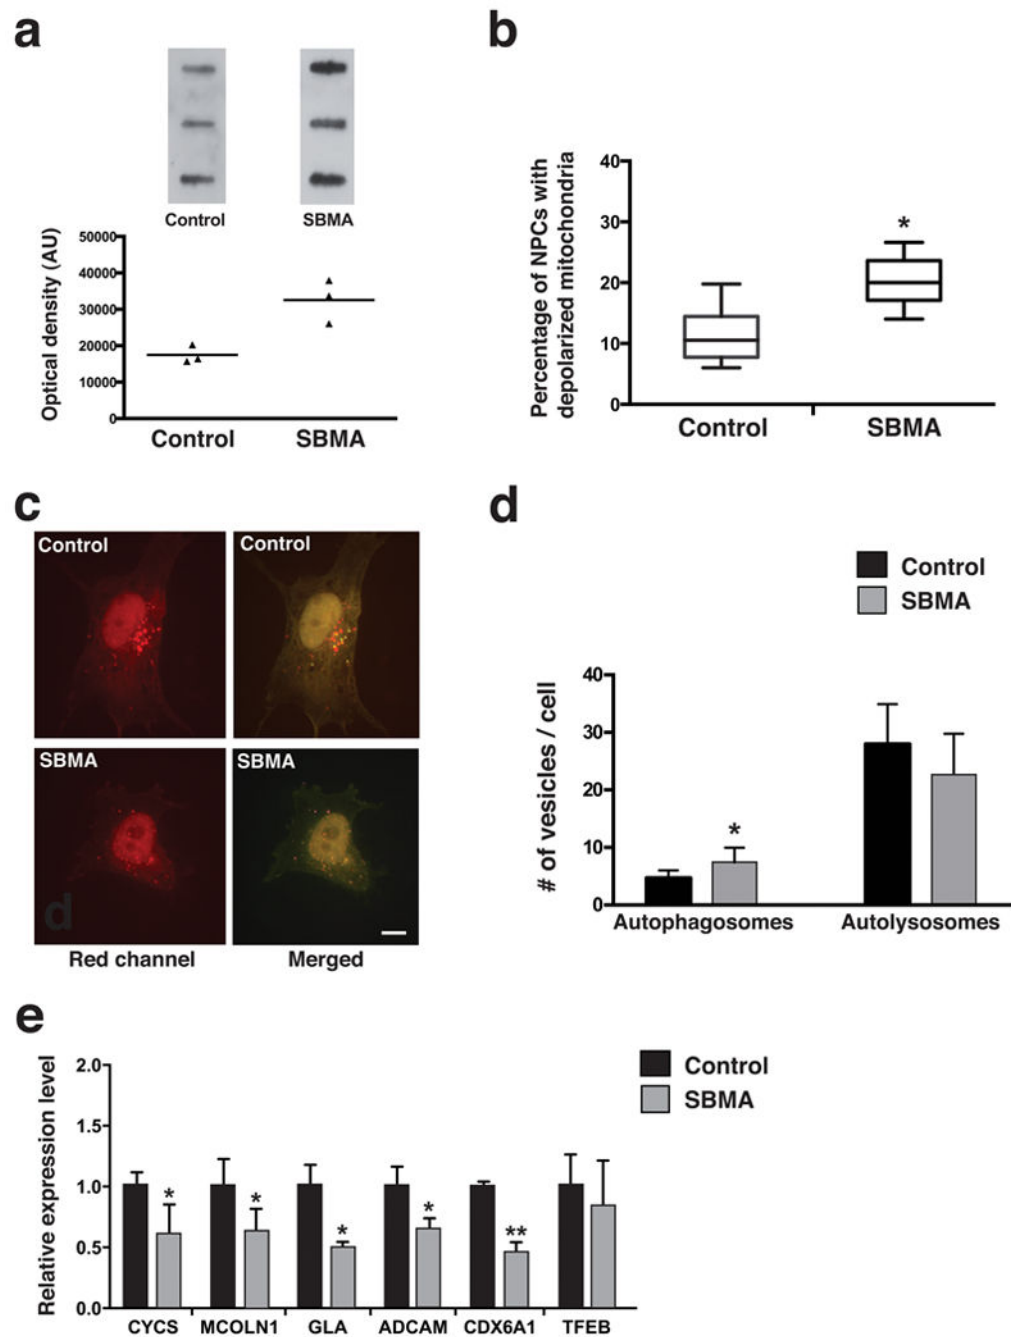 a
Control
SBMA
Optical density (AU)
50000
40000
30000
20000
10000
0
Control
SBMA
b
Percentage of NPCs with
depolarized mitochondria
40
30
20
10
0
*
Control
SBMA
c
Control
Control
SBMA
SBMA
d
Red channel
Merged
d
Control
SBMA
# of vesicles / cell
40
30
20
10
0
*
Autophagosomes
Autolysosomes
e
Control
SBMA
Relative expression level
2.0
1.5
1.0
0.5
0.0
*
*
*
*
**
CYCS
MCOLN1
GLA
ADCAM
CDX6A1
TFEB